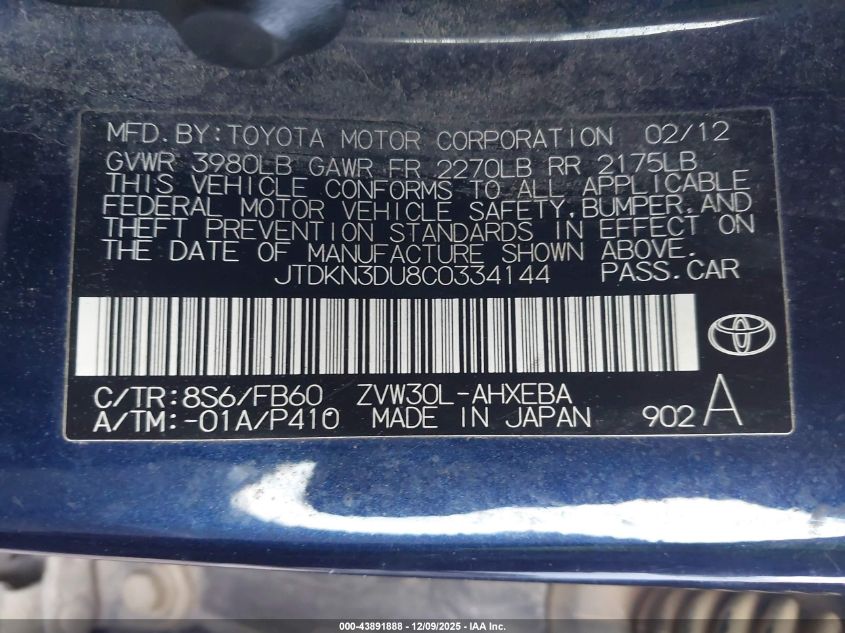 MFD. BY: TOYOTA MOTOR CORPORATION 02/12
GVWR 3980LB GAWR FR 2270LB RR 2175LB
THIS VEHICLE CONFORMS TO ALL APPLICABLE
FEDERAL MOTOR VEHICLE SAFETY, BUMPER, AND
THEFT PREVENTION STANDARDS IN EFFECT ON
THE DATE OF MANUFACTURE SHOWN ABOVE.
JTDKN3DU8C0334144 PASS. CAR
C/TR: 8S6/FB60 ZVW30L-AHXEBA
A/TM: -01A/P410 MADE IN JAPAN 902 A
000-43891888 - 12/09/2025 - IAA Inc.